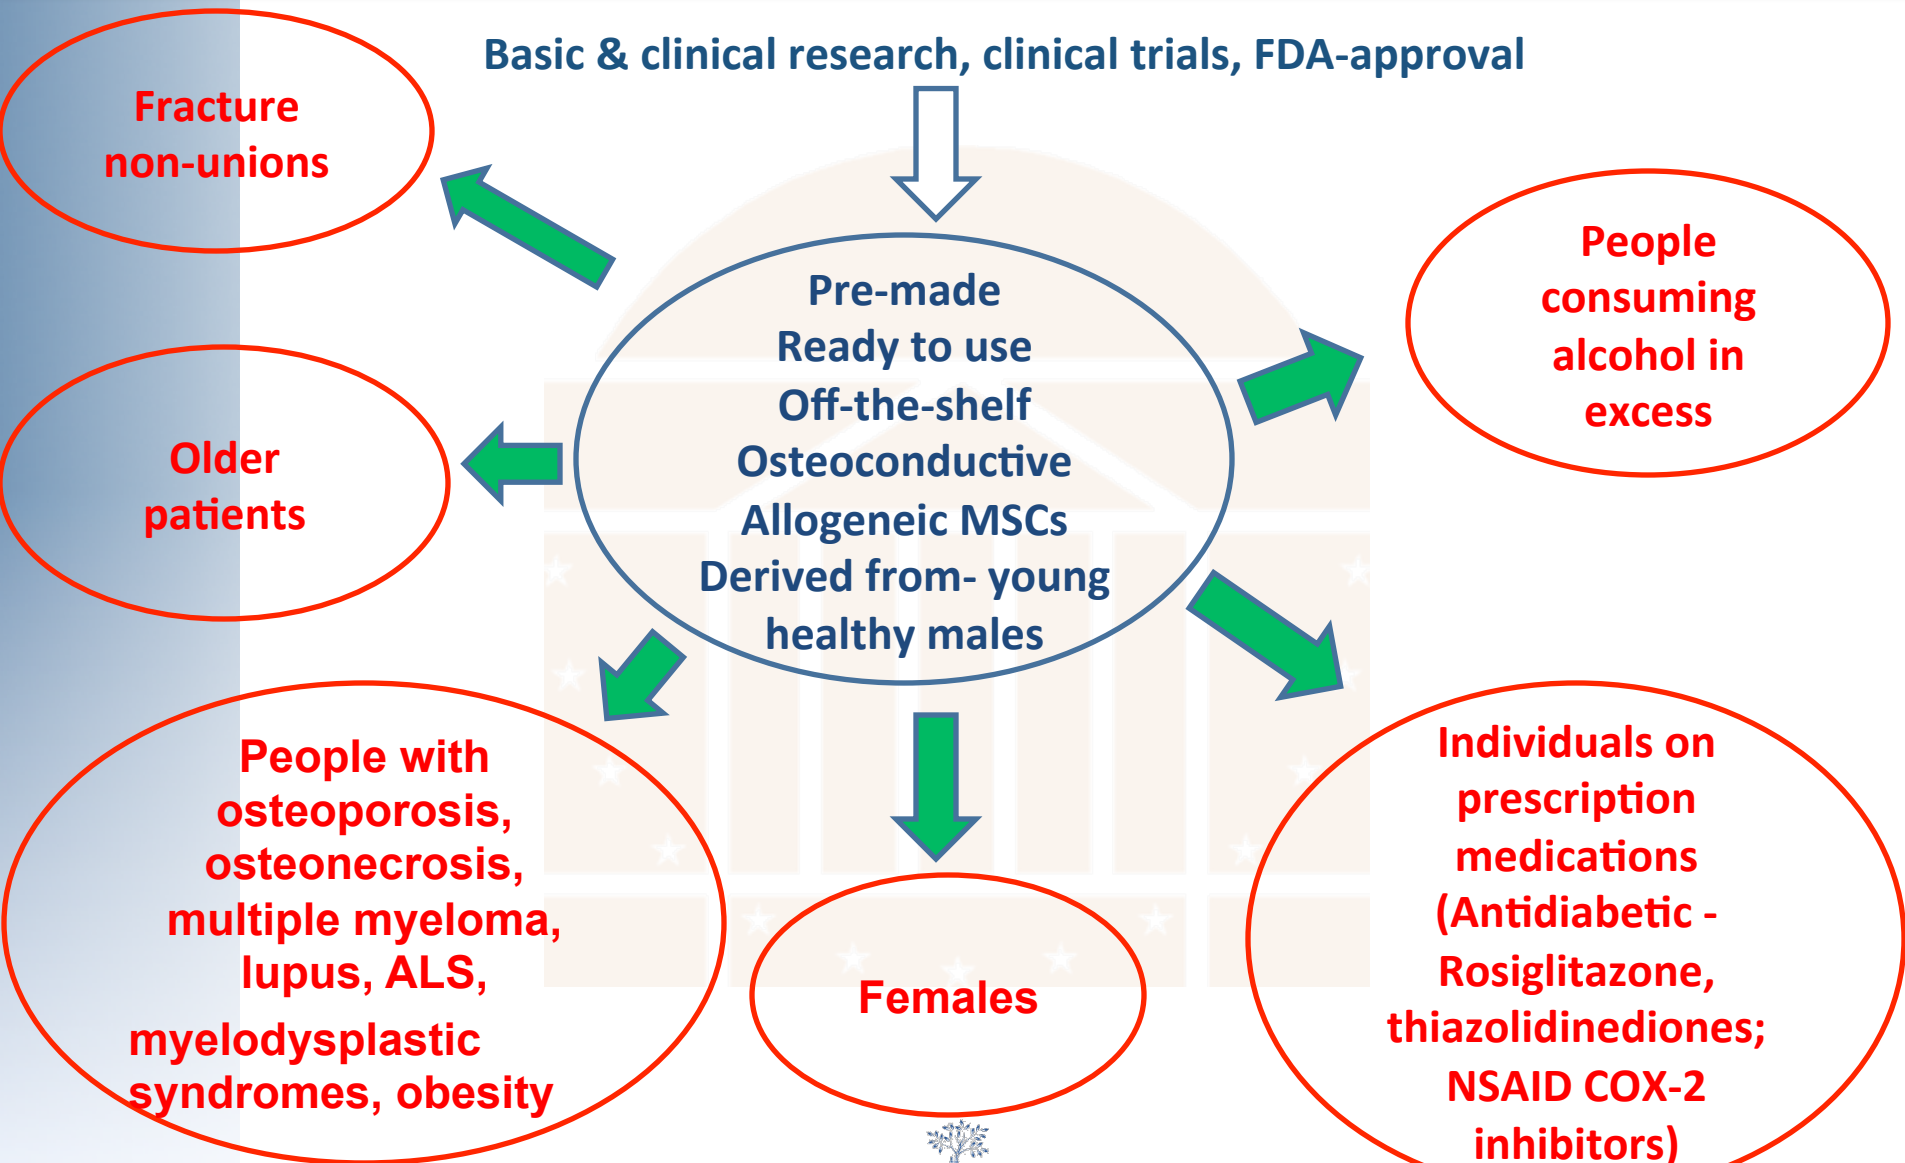 Basic & clinical research, clinical trials, FDA-approval
Fracture
non-unions
People
consuming
alcohol in
excess
Pre-made
Ready to use
Off-the-shelf
Osteoconductive
Allogeneic MSCs
Derived from- young
healthy males
Older
patients
People with
osteoporosis,
osteonecrosis,
multiple myeloma,
lupus, ALS,
myelodysplastic
syndromes, obesity
Females
Individuals on
prescription
medications
(Antidiabetic -
Rosiglitazone,
thiazolidinediones;
NSAID COX-2
inhibitors)